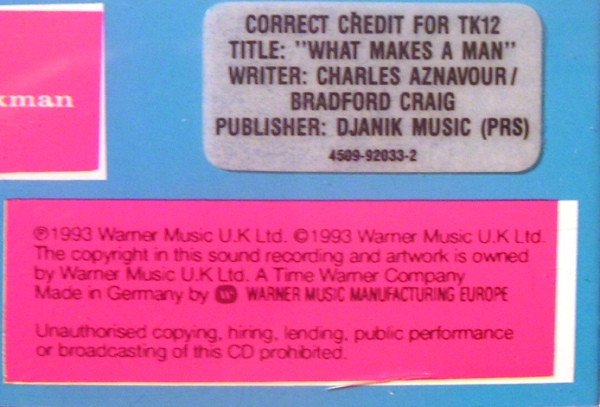 CORRECT CREDIT FOR TK12
TITLE: "WHAT MAKES A MAN"
WRITER: CHARLES AZNAVOUR/
BRADFORD CRAIG
PUBLISHER: DJANIK MUSIC (PRS)
4509-92033-2
kman
℗1993 Warner Music U.K Ltd. ©1993 Warner Music U.K Ltd.
The copyright in this sound recording and artwork is owned
by Warner Music U.K Ltd. A Time Warner Company
Made in Germany by W WARNER MUSIC MANUFACTURING EUROPE
Unauthorised copying, hiring, lending, public performance
or broadcasting of this CD prohibited.